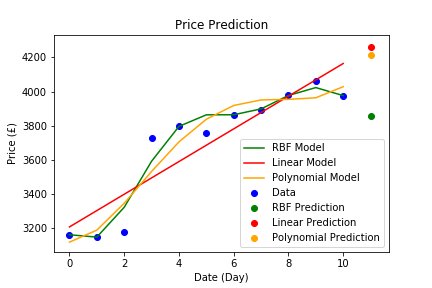 Price Prediction
Price (£)
4200
4000
3800
3600
3400
3200
0
2
4
6
8
10
Date (Day)
RBF Model
Linear Model
Polynomial Model
Data
RBF Prediction
Linear Prediction
Polynomial Prediction